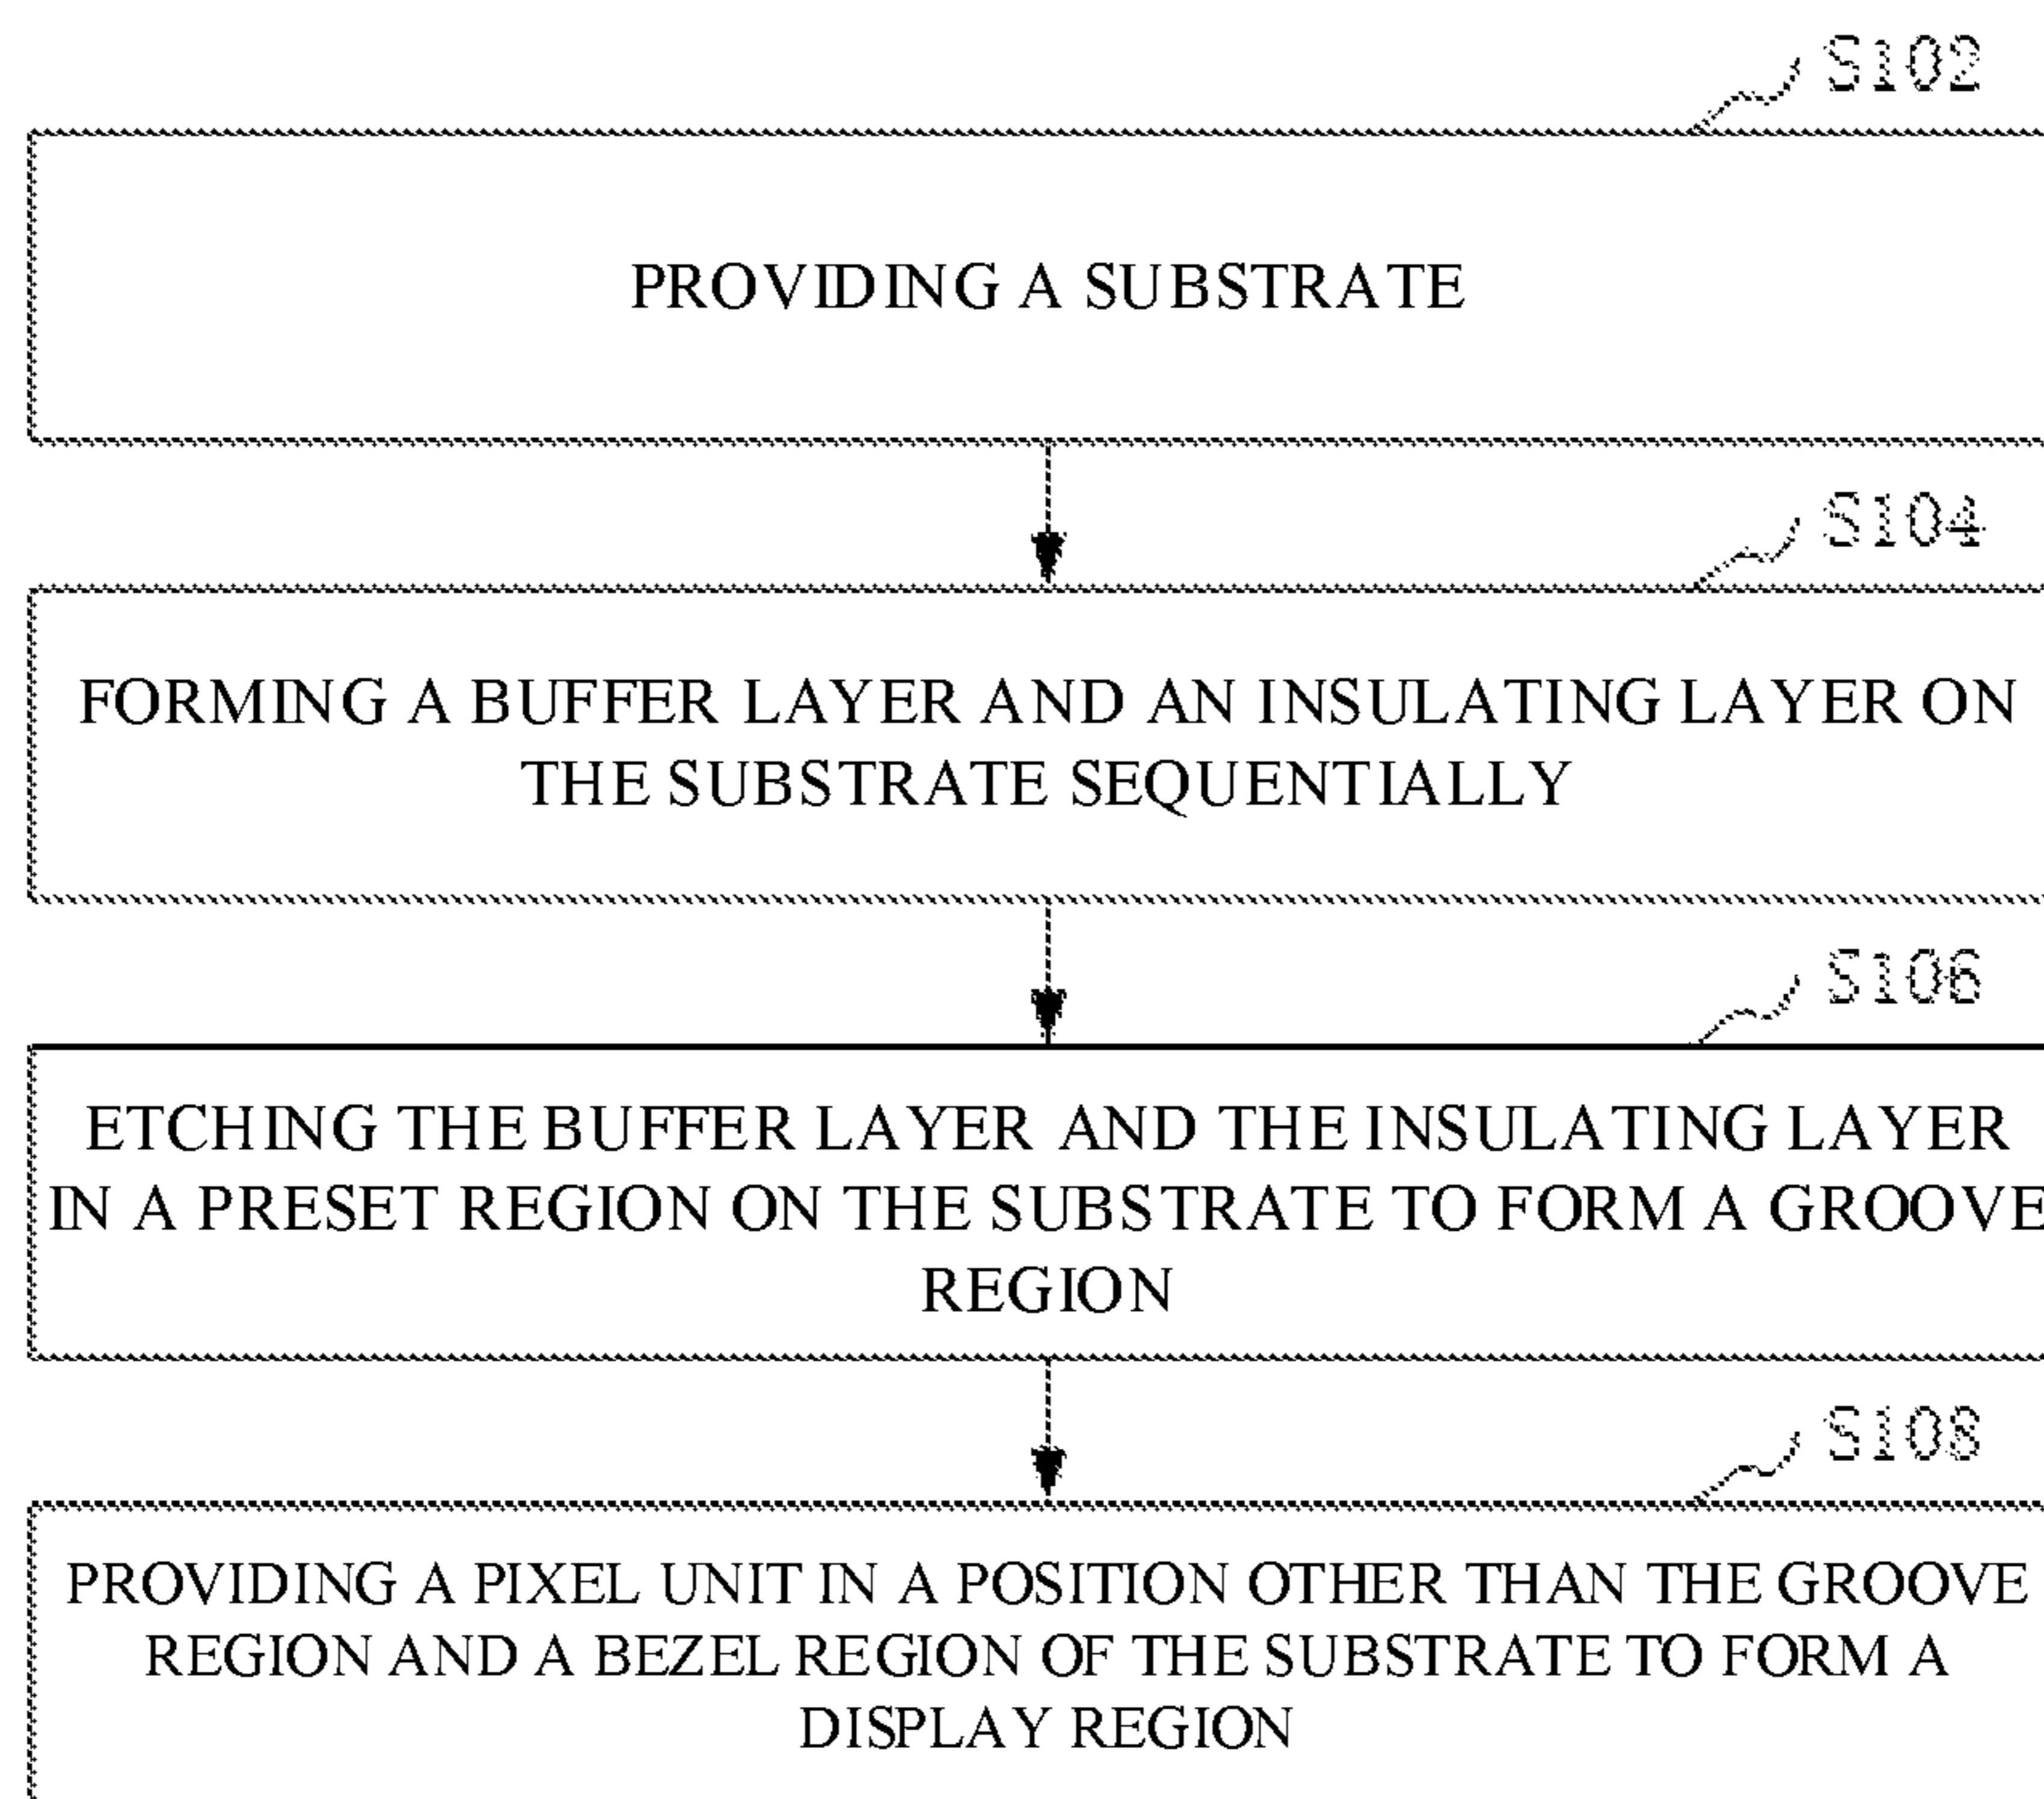 S102
PROVIDING A SUBSTRATE
S104
FORMING A BUFFER LAYER AND AN INSULATING LAYER ON
THE SUBSTRATE SEQUENTIALLY
S106
ETCHING THE BUFFER LAYER AND THE INSULATING LAYER
IN A PRESET REGION ON THE SUBSTRATE TO FORM A GROOVE
REGION
S108
PROVIDING A PIXEL UNIT IN A POSITION OTHER THAN THE GROOVE
REGION AND A BEZEL REGION OF THE SUBSTRATE TO FORM A
DISPLAY REGION